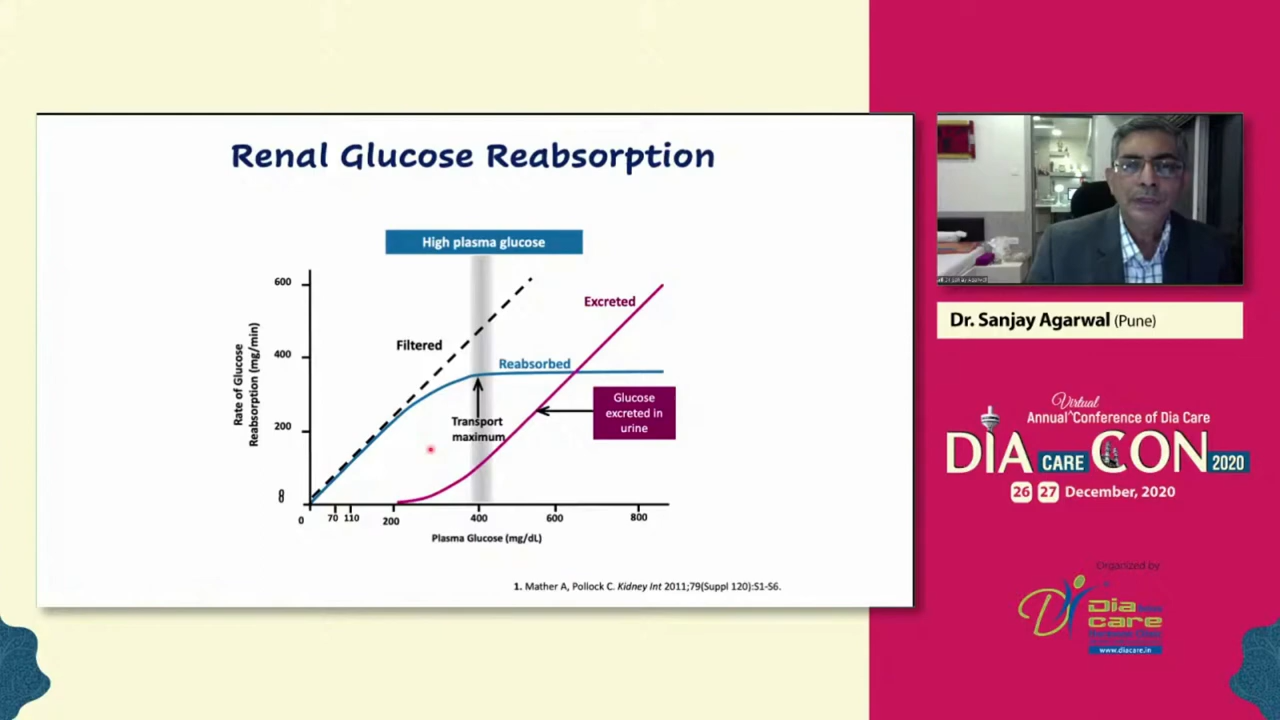 Renal Glucose Reabsorption
High plasma glucose
600
400
200
0
0
Rate of Glucose
Reabsorption (mg/min)
Filtered
Excreted
Reabsorbed
Transport
maximum
Glucose
excreted in
urine
0
70
110
200
400
600
800
Plasma Glucose (mg/dL)
1. Mather A, Pollock C. Kidney Int 2011;79(Suppl 120):S1-S6.
Dr. Sanjay Agarwal (Pune)
Virtual
Annual^Conference of Dia Care
DIA CARE CON 2020
26 27 December, 2020
Organized by
Dia
care
www.diacare.in